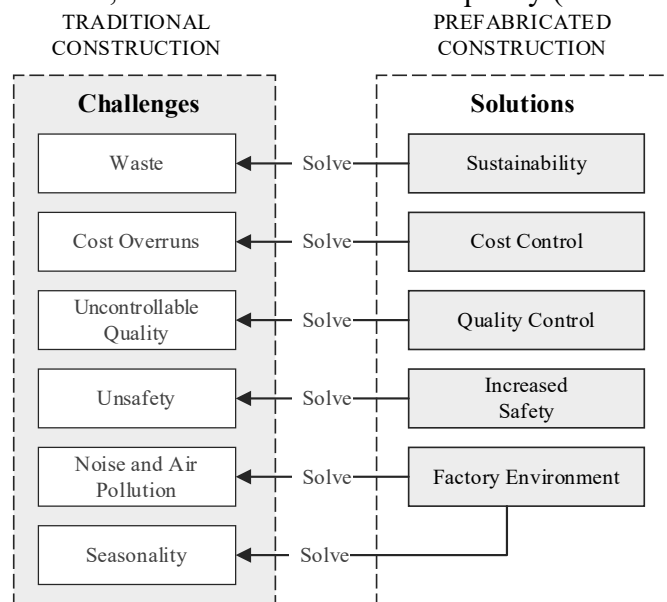 TRADITIONAL CONSTRUCTION
PREFABRICATED CONSTRUCTION
Challenges
Solutions
Waste
Solve
Sustainability
Cost Overruns
Solve
Cost Control
Uncontrollable
Quality
Solve
Quality Control
Unsafety
Solve
Increased
Safety
Noise and Air
Pollution
Solve
Factory Environment
Seasonality
Solve